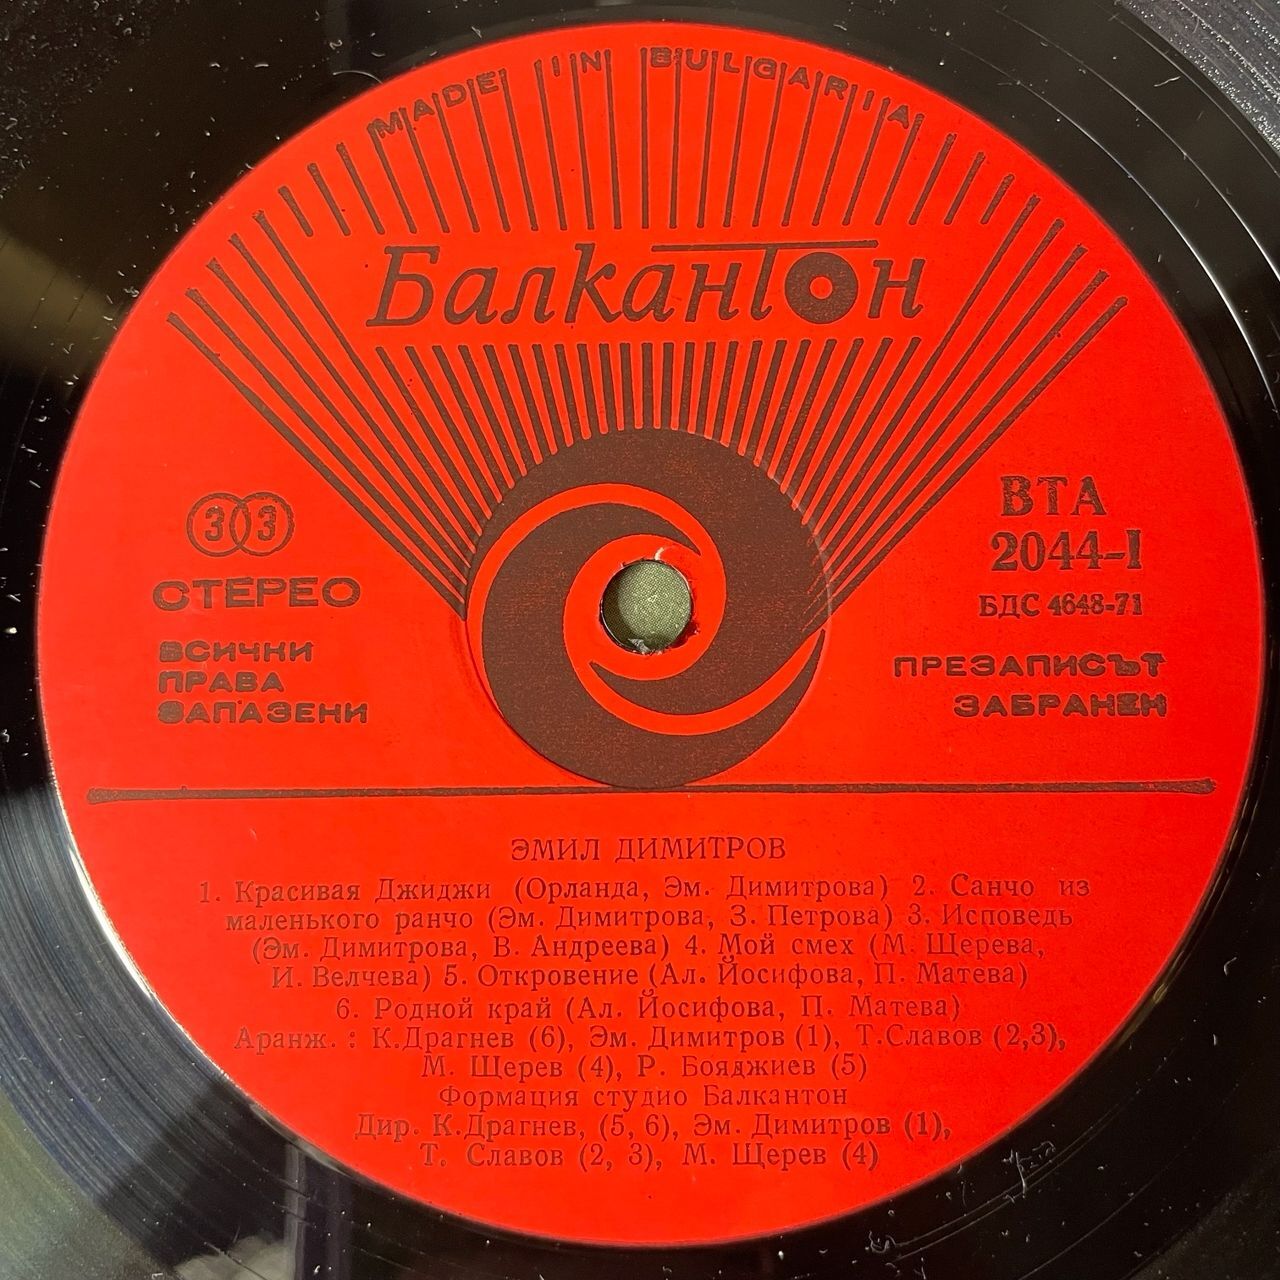 MADE IN BULGARIA
Балкантон
33
СТЕРЕО
ВСИЧКИ
ПРАВА
ЗАПАЗЕНИ
ВТА
2044-I
БДС 4648-71
ПРЕЗАПИСЪТ
ЗАБРАНЕН
ЭМИЛ ДИМИТРОВ
1. Красивая Джиджи (Орланда, Эм. Димитрова) 2. Санчо из
маленького ранчо (Эм. Димитрова, З. Петрова) 3. Исповедь
(Эм. Димитрова, В. Андреева) 4. Мой смех (М. Щерева,
И. Велчева) 5. Откровение (Ал. Йосифова, П. Матева)
6. Родной край (Ал. Йосифова, П. Матева)
Аранж. : К.Драгнев (6), Эм. Димитров (1), Т.Славов (2,3),
М. Щерев (4), Р. Бояджиев (5)
Формация студио Балкантон
Дир. К.Драгнев, (5, 6), Эм. Димитров (1),
Т. Славов (2, 3), М. Щерев (4)